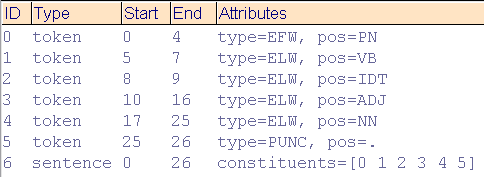 ID Type Start End Attributes
0 token 0 4 type=EFW, pos=PN
1 token 5 7 type=ELW, pos=VB
2 token 8 9 type=ELW, pos=IDT
3 token 10 16 type=ELW, pos=ADJ
4 token 17 25 type=ELW, pos=NN
5 token 25 26 type=PUNC, pos=.
6 sentence 0 26 constituents=[0 1 2 3 4 5]